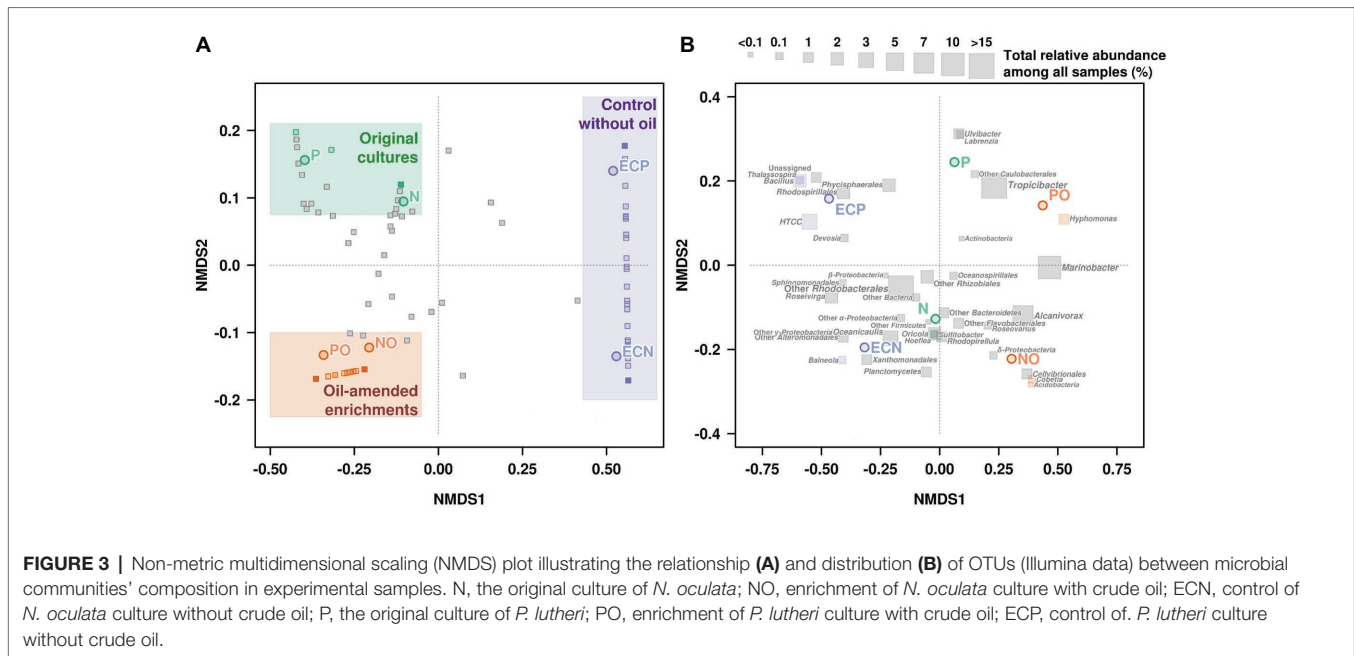 A
B
<0.1 0.1 1 2 3 5 7 10 >15
Total relative abundance
among all samples (%)
NMDS2
0.2
0.1
0.0
-0.1
-0.2
-0.50 -0.25 0.00 0.25 0.50
NMDS1
Original
cultures
P
N
Control
without oil
ECP
ECN
PO
NO
Oil-amended
enrichments
NMDS2
0.4
0.2
0.0
-0.2
-0.4
-0.75 -0.50 -0.25 0.00 0.25 0.50 0.75
NMDS1
Ulvibacter
Labrenzia
P
Unassigned
Thalassospira
Bacillus
Phycisphaerales
Rhodospirillales
ECP
Other Caulobacterales
Tropicibacter
PO
Hyphomonas
HTCC
Devosia
Actinobacteria
Marinobacter
β-Proteobacteria
Sphingomonadales
Other Rhodobacterales
Roseivirga
Other Bacteria
Oceanospirillales
Other Rhizobiales
N
Other Bacteroidetes
Alcanivorax
Other α-Proteobacteria
Other Firmicutes
Other Flavobacteriales
Roseovarius
Other γ-Proteobacteria
Oceanicaulis
Other Alteromonadales
Oricola
Sulfitobacter
Hoeflea
Rhodopirellula
ECN
δ-Proteobacteria
NO
Balneola
Xanthomonadales
Planctomycetes
Cellvibrionales
Cobetia
Acidobacteria
FIGURE 3 | Non-metric multidimensional scaling (NMDS) plot illustrating the relationship (A) and distribution (B) of OTUs (Illumina data) between microbial
communities’ composition in experimental samples. N, the original culture of N. oculata; NO, enrichment of N. oculata culture with crude oil; ECN, control of
N. oculata culture without crude oil; P, the original culture of P. lutheri; PO, enrichment of P. lutheri culture with crude oil; ECP, control of. P. lutheri culture
without crude oil.